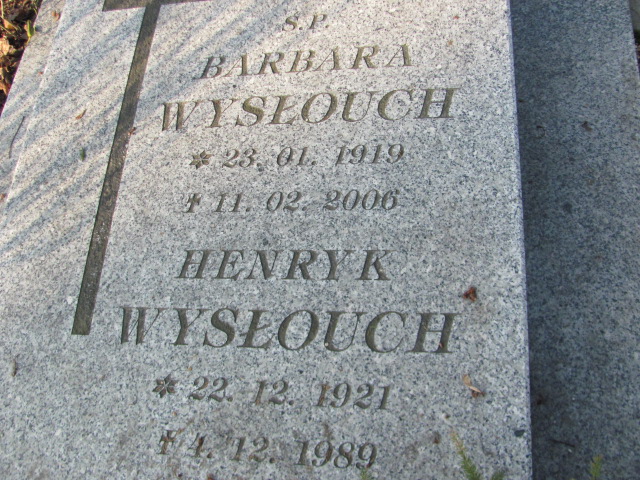 S.P.
BARBARA
WYSŁOUCH
* 23. 01. 1919
✝ 11. 02. 2006
HENRYK
WYSŁOUCH
* 22. 12. 1921
✝ 4. 12. 1989